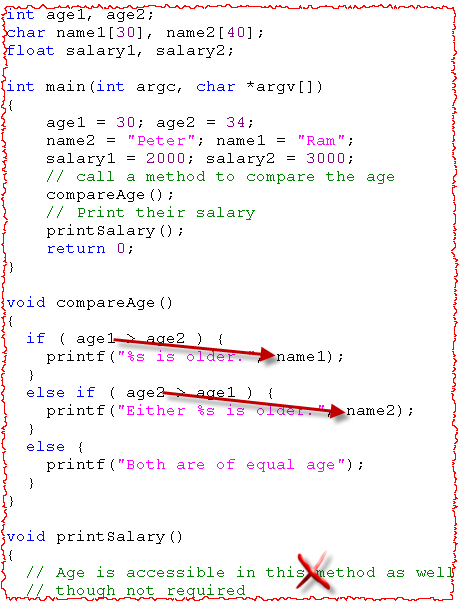 int age1, age2;
char name1[30], name2[40];
float salary1, salary2;
int main(int argc, char *argv[])
{
age1 = 30; age2 = 34;
name2 = "Peter"; name1 = "Ram";
salary1 = 2000; salary2 = 3000;
// call a method to compare the age
compareAge();
// Print their salary
printSalary();
return 0;
}
void compareAge()
{
if ( age1 > age2 ) {
printf("%s is older.", name1);
}
else if ( age2 > age1 ) {
printf("Either %s is older.", name2);
}
else {
printf("Both are of equal age");
}
}
void printSalary()
{
// Age is accessible in this method as well
// though not required